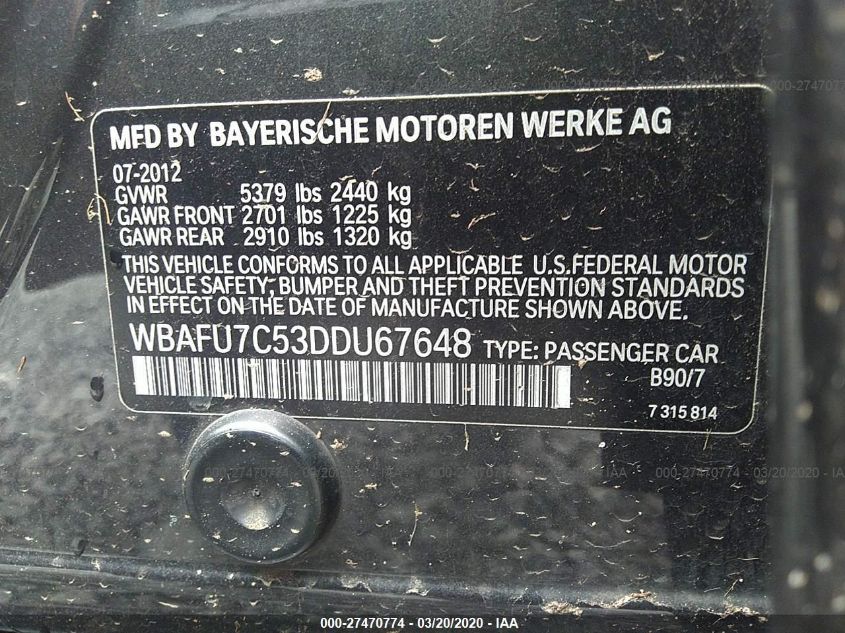 MFD BY BAYERISCHE MOTOREN WERKE AG
07-2012
GVWR 5379 lbs 2440 kg
GAWR FRONT 2701 lbs 1225 kg
GAWR REAR 2910 lbs 1320 kg
THIS VEHICLE CONFORMS TO ALL APPLICABLE U.S.FEDERAL MOTOR
VEHICLE SAFETY, BUMPER AND THEFT PREVENTION STANDARDS
IN EFFECT ON THE DATE OF MANUFACTURE SHOWN ABOVE.
WBAFU7C53DDU67648 TYPE: PASSENGER CAR
B90/7
7 315 814
000-27470774 - 03/20/2020 - IAA